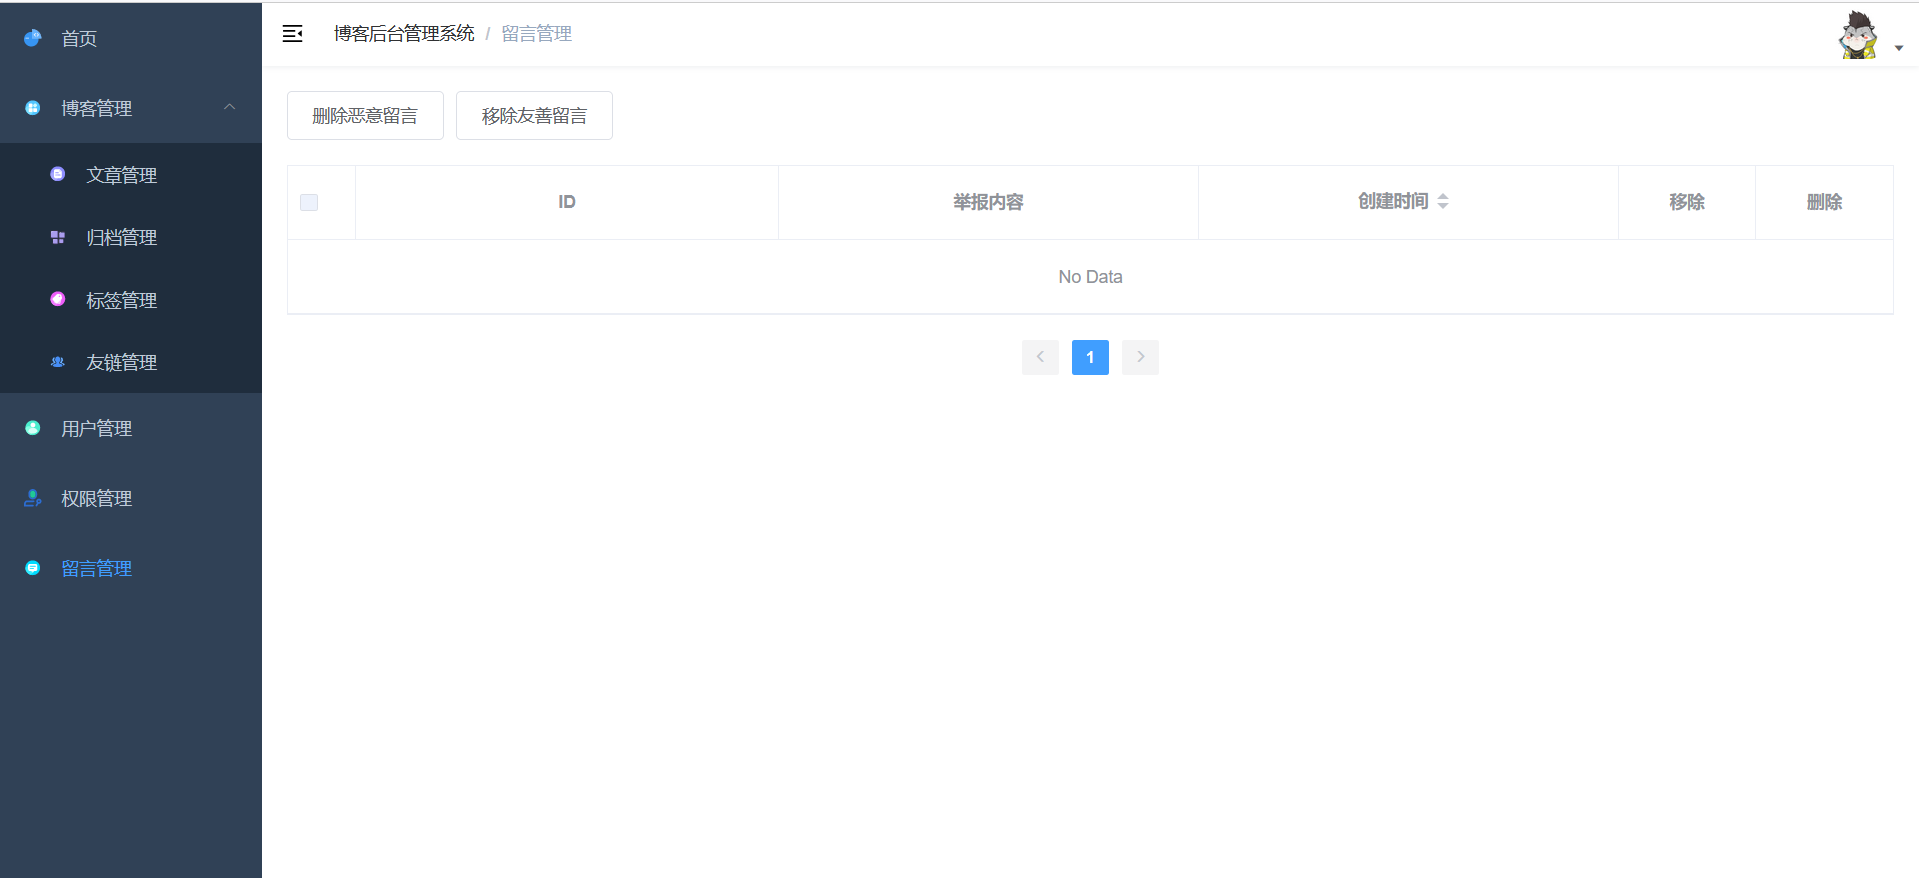 首页
博客管理
文章管理
归档管理
标签管理
友链管理
用户管理
权限管理
留言管理
博客后台管理系统 / 留言管理
删除恶意留言 移除友善留言
ID 举报内容 创建时间 移除 删除
No Data
1